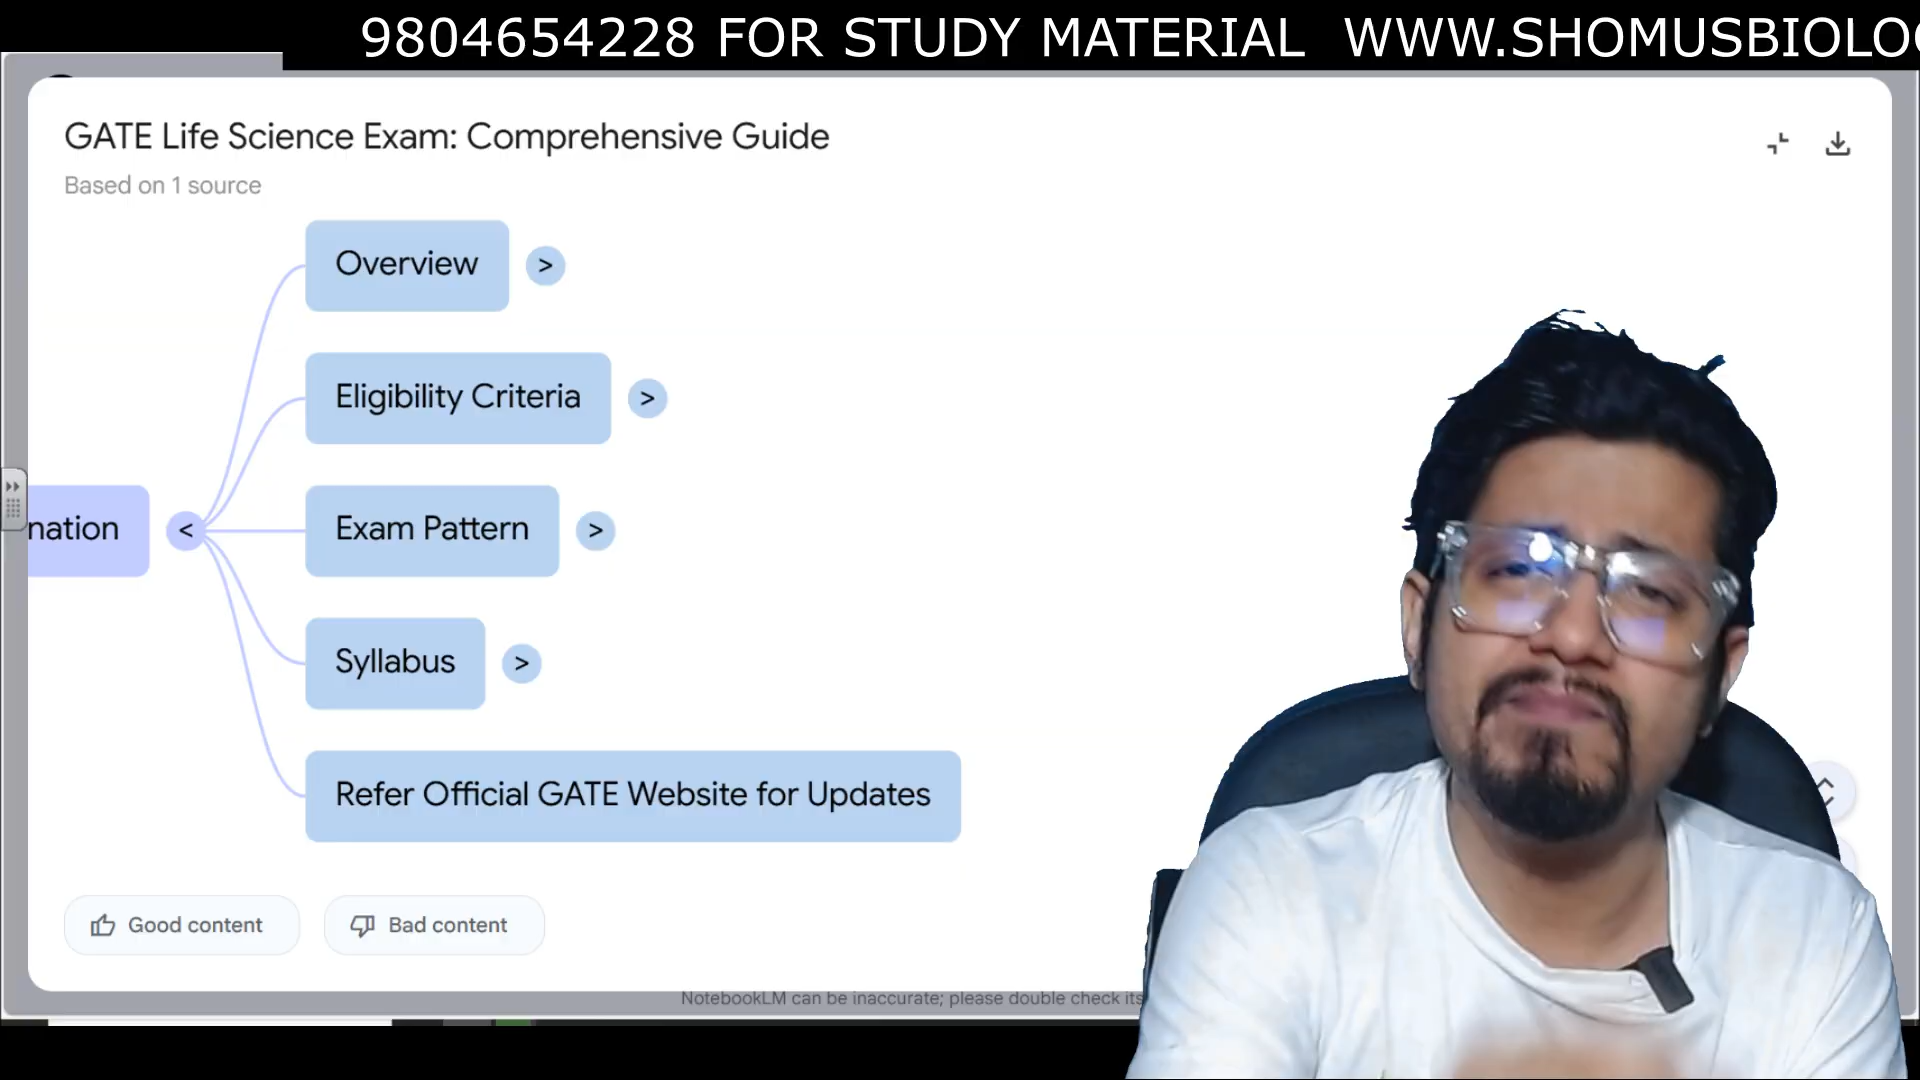 9804654228 FOR STUDY MATERIAL WWW.SHOMUSBIOLO
GATE Life Science Exam: Comprehensive Guide
Based on 1 source
Overview >
Eligibility Criteria >
nation < Exam Pattern >
Syllabus >
Refer Official GATE Website for Updates
Good content Bad content
NotebookLM can be inaccurate; please double check its